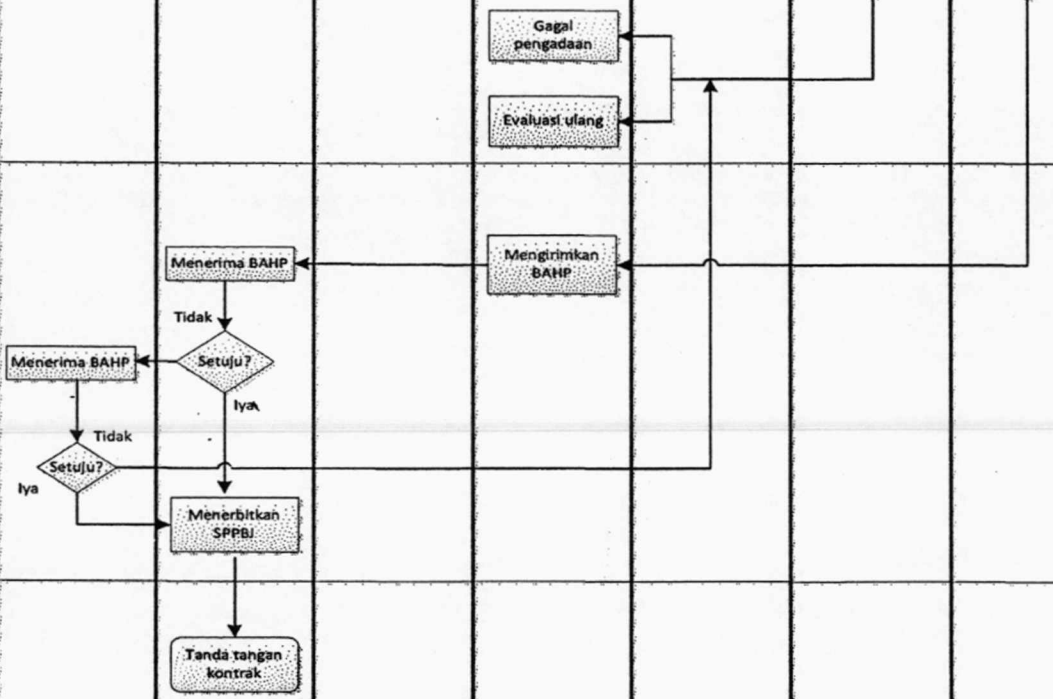 Gagal
pengadaan
Evaluasi ulang
Mengirimkan
BAHP
Menerima BAHP
Tidak
Setuju?
Menerima BAHP
Iya
Tidak
Setuju?
Iya
Menerbitkan
SPPBJ
Tanda tangan
kontrak